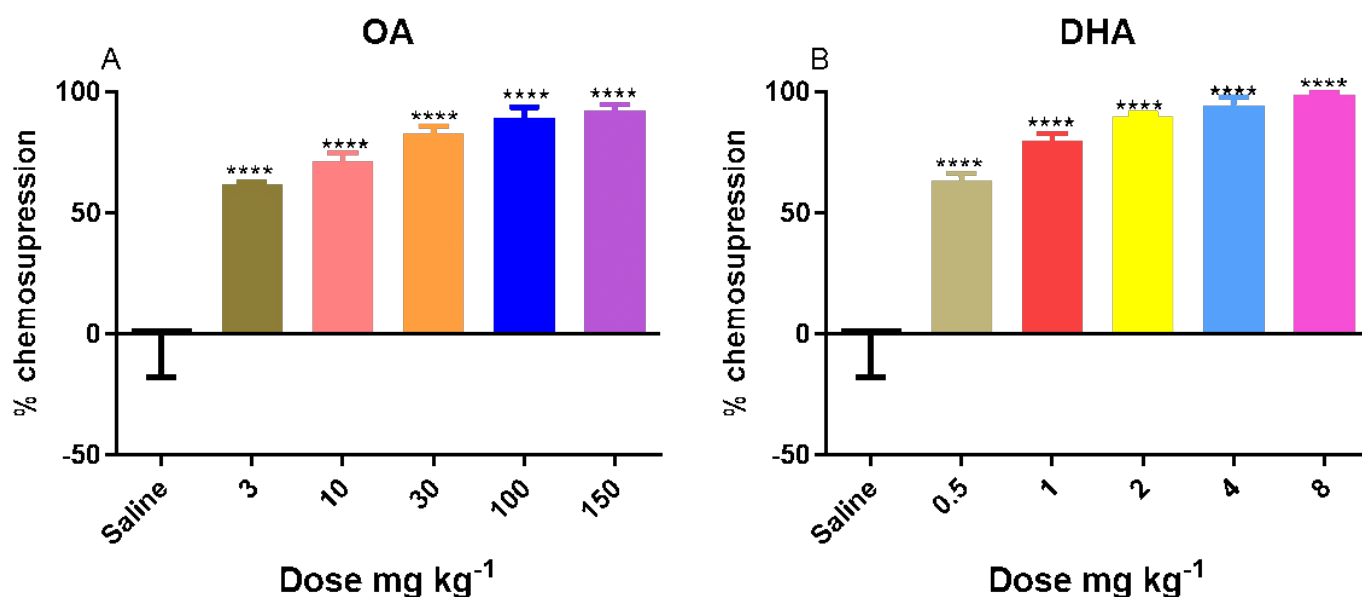 A
OA
% chemosupression
100
50
0
-50
****
****
****
****
****
Saline
3
10
30
100
150
Dose mg kg-1
B
DHA
% chemosupression
100
50
0
-50
****
****
****
****
****
Saline
0.5
1
2
4
8
Dose mg kg-1